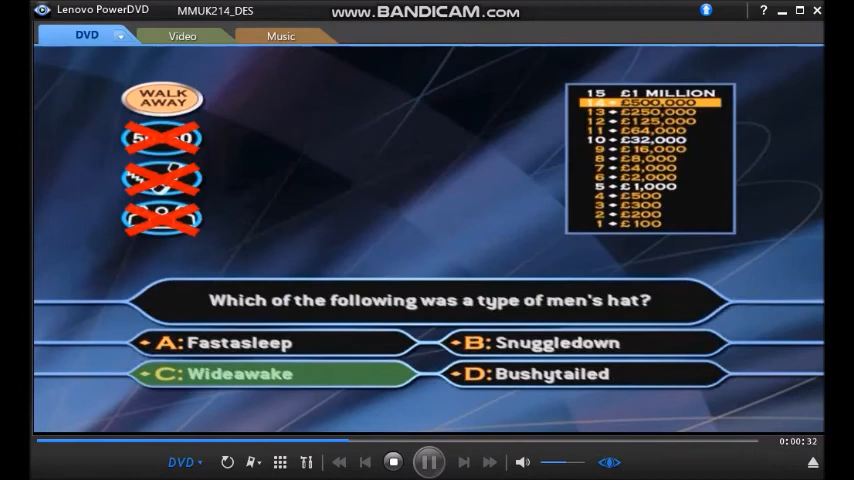 Lenovo PowerDVD
MMUK214_DES
www.BANDICAM.com
?
DVD
Video
Music
WALK
AWAY
15 £1 MILLION
14 £500,000
13 £250,000
12 £125,000
11 £64,000
10 £32,000
9 £16,000
8 £8,000
7 £4,000
6 £2,000
5 £1,000
4 £500
3 £300
2 £200
1 £100
Which of the following was a type of men's hat?
A: Fastasleep
B: Snuggledown
C: Wideawake
D: Bushytailed
0:00:32
DVD